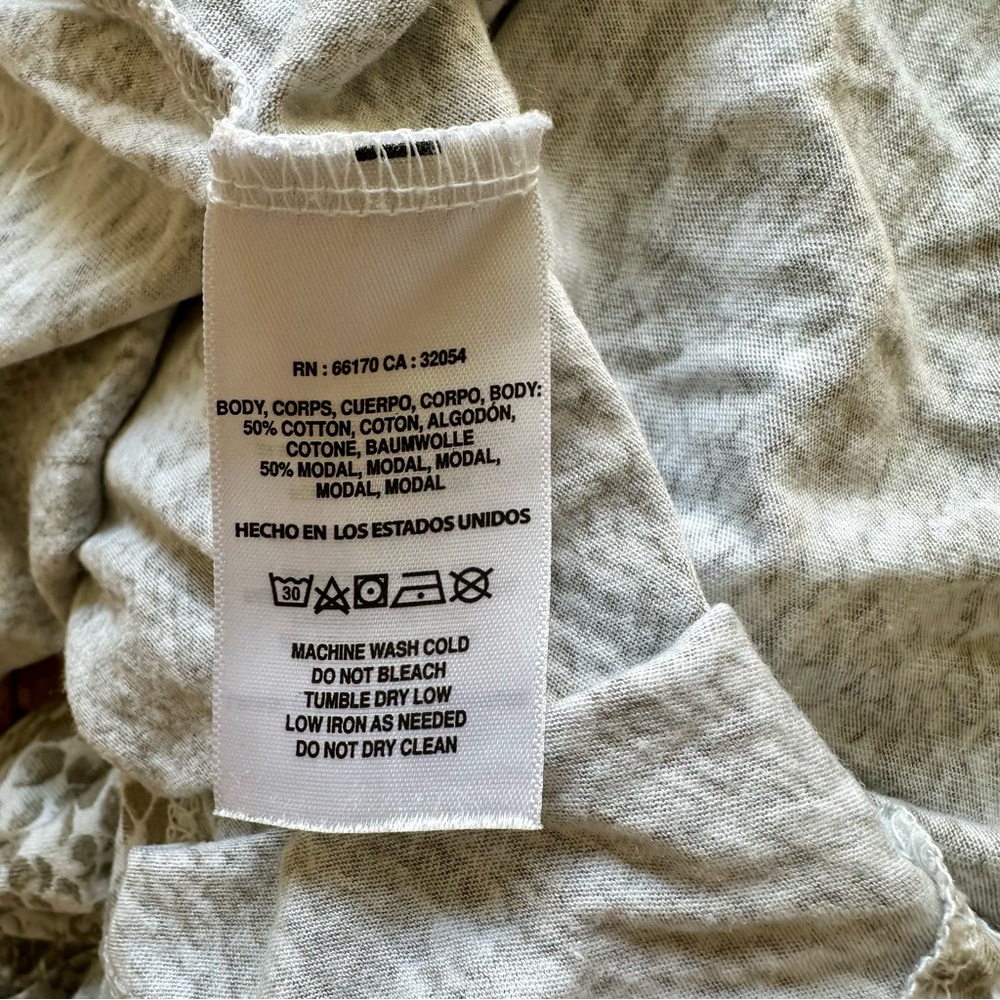 RN : 66170 CA : 32054
BODY, CORPS, CUERPO, CORPO, BODY:
50% COTTON, COTON, ALGODÓN,
COTONE, BAUMWOLLE
50% MODAL, MODAL, MODAL,
MODAL, MODAL
HECHO EN LOS ESTADOS UNIDOS
30
MACHINE WASH COLD
DO NOT BLEACH
TUMBLE DRY LOW
LOW IRON AS NEEDED
DO NOT DRY CLEAN